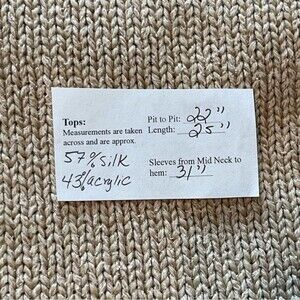 Tops:
Measurements are taken
across and are approx.
57% silk
43% acrylic
Pit to Pit: 22"
Length: 25"
Sleeves from Mid Neck to
hem: 31"